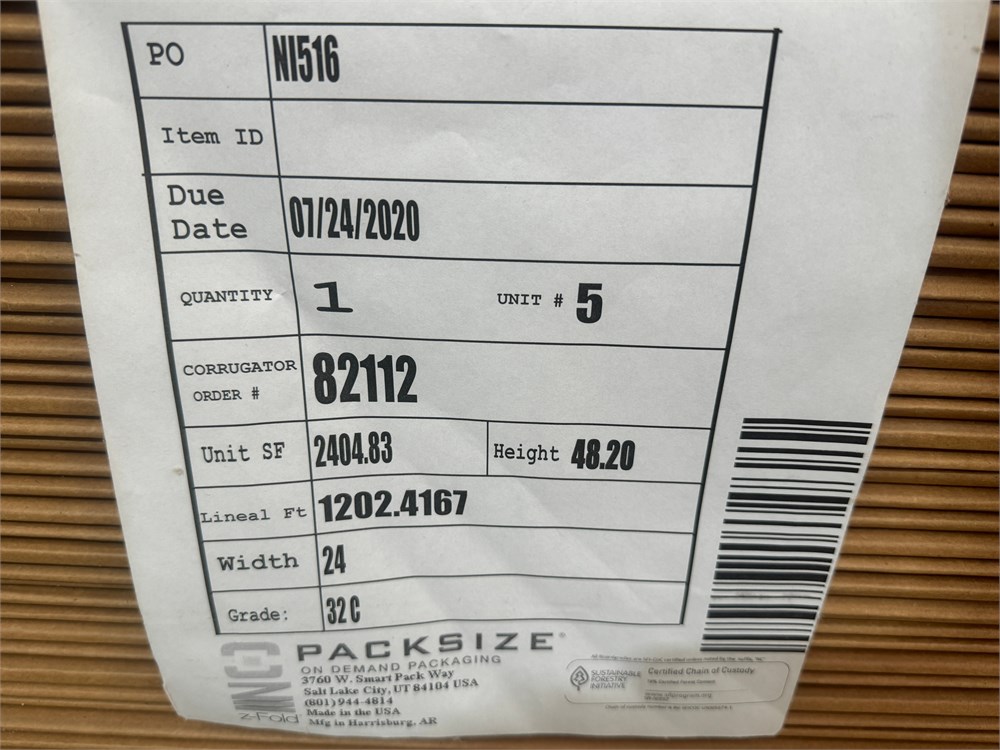 PO NI516
Item ID
Due
Date 07/24/2020
QUANTITY 1 UNIT # 5
CORRUGATOR
ORDER # 82112
Unit SF 2404.83 Height 48.20
Lineal Ft 1202.4167
Width 24
Grade: 32 C
PACKSIZE®
ON DEMAND PACKAGING
3760 W. Smart Pack Way
Salt Lake City, UT 84104 USA
(801) 944-4814
Made in the USA
Mfg in Harrisburg, AR
z-Fold
SUSTAINABLE
FORESTRY
INITIATIVE
Certified Chain of Custody
www.sfiprogram.org